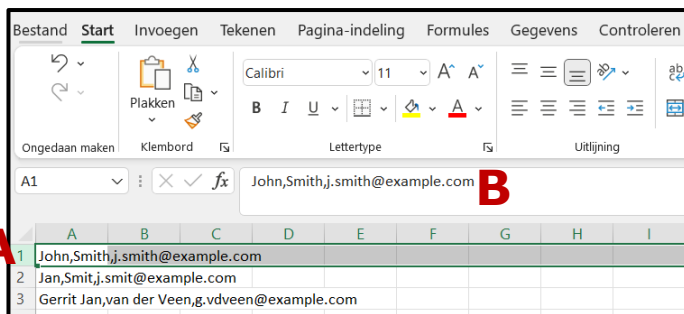 Bestand Start Invoegen Tekenen Pagina-indeling Formules Gegevens Controleren
Calibri 11 A A
Plakken
B I U A
Ongedaan maken Klembord Lettertype Uitlijning
A1 fx John,Smith,j.smith@example.com B
A B C D E F G H I
A
1 John,Smith,j.smith@example.com
2 Jan,Smit,j.smit@example.com
3 Gerrit Jan,van der Veen,g.vdveen@example.com